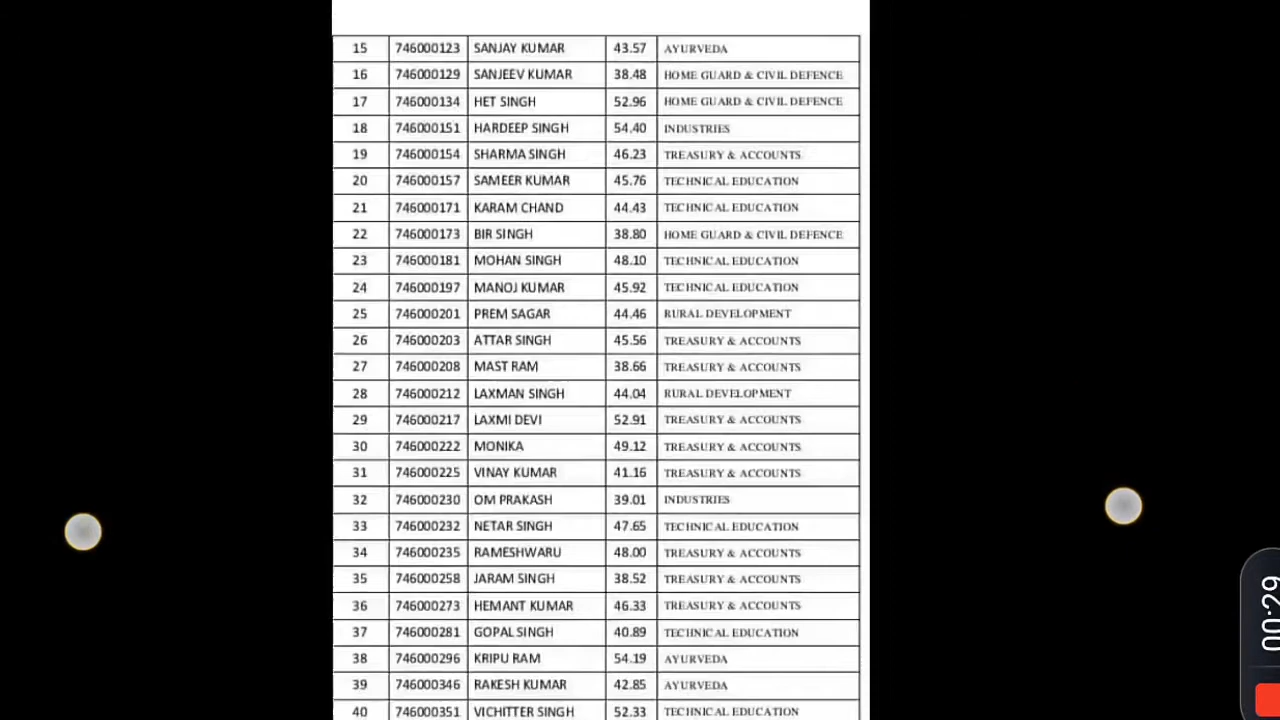 15 746000123 SANJAY KUMAR 43.57 AYURVEDA
16 746000129 SANJEEV KUMAR 38.48 HOME GUARD & CIVIL DEFENCE
17 746000134 HET SINGH 52.96 HOME GUARD & CIVIL DEFENCE
18 746000151 HARDEEP SINGH 54.40 INDUSTRIES
19 746000154 SHARMA SINGH 46.23 TREASURY & ACCOUNTS
20 746000157 SAMEER KUMAR 45.76 TECHNICAL EDUCATION
21 746000171 KARAM CHAND 44.43 TECHNICAL EDUCATION
22 746000173 BIR SINGH 38.80 HOME GUARD & CIVIL DEFENCE
23 746000181 MOHAN SINGH 48.10 TECHNICAL EDUCATION
24 746000197 MANOJ KUMAR 45.92 TECHNICAL EDUCATION
25 746000201 PREM SAGAR 44.46 RURAL DEVELOPMENT
26 746000203 ATTAR SINGH 45.56 TREASURY & ACCOUNTS
27 746000208 MAST RAM 38.66 TREASURY & ACCOUNTS
28 746000212 LAXMAN SINGH 44.04 RURAL DEVELOPMENT
29 746000217 LAXMI DEVI 52.91 TREASURY & ACCOUNTS
30 746000222 MONIKA 49.12 TREASURY & ACCOUNTS
31 746000225 VINAY KUMAR 41.16 TREASURY & ACCOUNTS
32 746000230 OM PRAKASH 39.01 INDUSTRIES
33 746000232 NETAR SINGH 47.65 TECHNICAL EDUCATION
34 746000235 RAMESHWARU 48.00 TREASURY & ACCOUNTS
35 746000258 JARAM SINGH 38.52 TREASURY & ACCOUNTS
36 746000273 HEMANT KUMAR 46.33 TREASURY & ACCOUNTS
37 746000281 GOPAL SINGH 40.89 TECHNICAL EDUCATION
38 746000296 KRIPU RAM 54.19 AYURVEDA
39 746000346 RAKESH KUMAR 42.85 AYURVEDA
40 746000351 VICHITTER SINGH 52.33 TECHNICAL EDUCATION
00:29